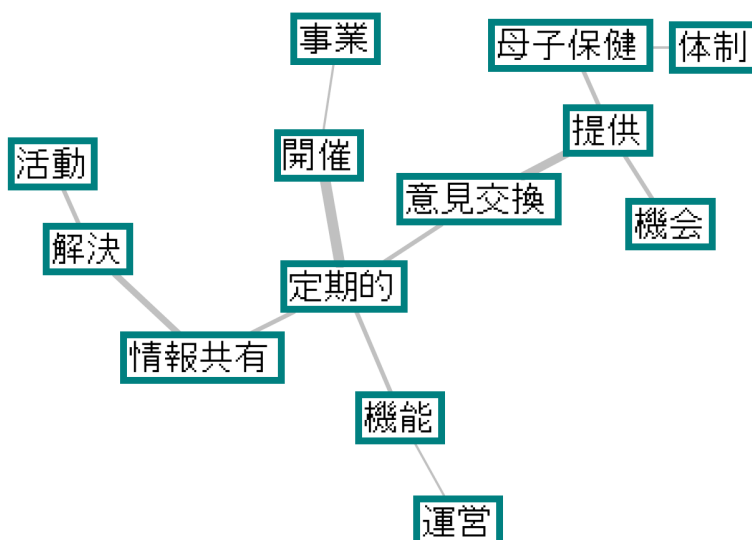 事業
母子保健
体制
提供
開催
活動
意見交換
機会
解決
定期的
情報共有
機能
運営